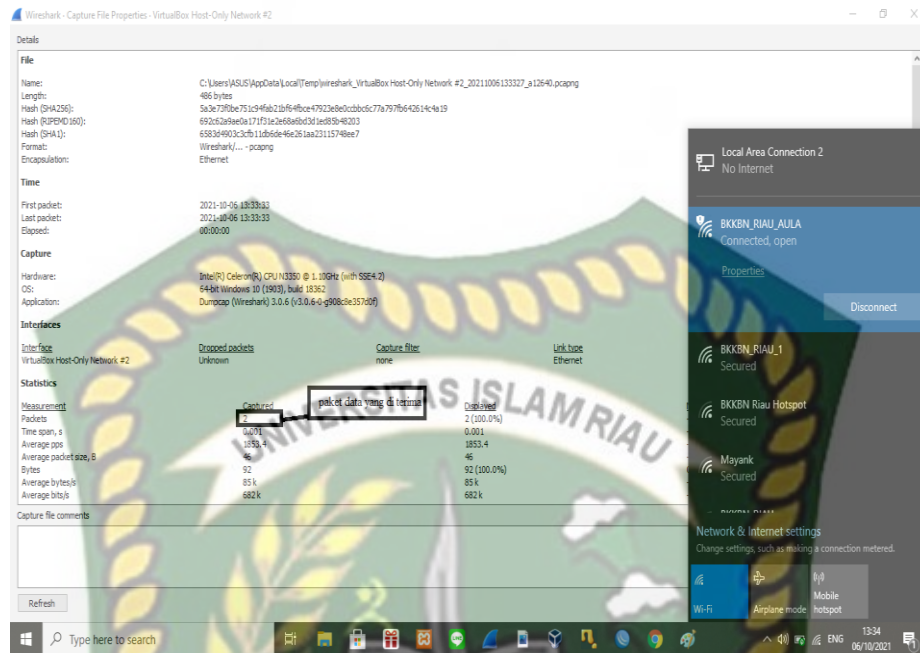 Wireshark - Capture File Properties - VirtualBox Host-Only Network #2
Details
File
Name: C:\Users\ASUS\AppData\Local\Temp\wireshark_VirtualBox Host-Only Network #2_20211006133327_a12640.pcapng
Length: 486 bytes
Hash (SHA256): 5a3e73f0be751c94fab21bf64fbce47923e8e0ccbbc6c77a797fb642614c4a19
Hash (RIPEMD160): 692c62a9ae0a171f31e2e68a6bd3d1ed85b48203
Hash (SHA1): 6583d4903c3cfb11db6de46e261aa23115748ee7
Format: Wireshark/... - pcapng
Encapsulation: Ethernet
Time
First packet: 2021-10-06 13:33:33
Last packet: 2021-10-06 13:33:33
Elapsed: 00:00:00
Capture
Hardware: Intel(R) Celeron(R) CPU N3350 @ 1.10GHz (with SSE4.2)
OS: 64-bit Windows 10 (1903), build 18362
Application: Dumpcap (Wireshark) 3.0.6 (v3.0.6-0-g908c8e357d0f)
Interfaces
Interface Dropped packets Capture filter Link type
VirtualBox Host-Only Network #2 Unknown none Ethernet
Statistics
Measurement Captured Displayed
Packets 2 2 (100.0%)
Time span, s 0.001 0.001
Average pps 1853.4 1853.4
Average packet size, B 46 46
Bytes 92 92 (100.0%)
Average bytes/s 85 k 85 k
Average bits/s 682 k 682 k
paket data yang di terima
UNIVERSITAS ISLAM RIAU
Capture file comments
Refresh
Local Area Connection 2
No Internet
BKKBN_RIAU_AULA
Connected, open
Properties
Disconnect
BKKBN_RIAU_1
Secured
BKKBN Riau Hotspot
Secured
Mayank
Secured
BKKBN_RIAU
Network & Internet settings
Change settings, such as making a connection metered.
Wi-Fi
Airplane mode
Mobile hotspot
Type here to search
ENG
13:34
06/10/2021